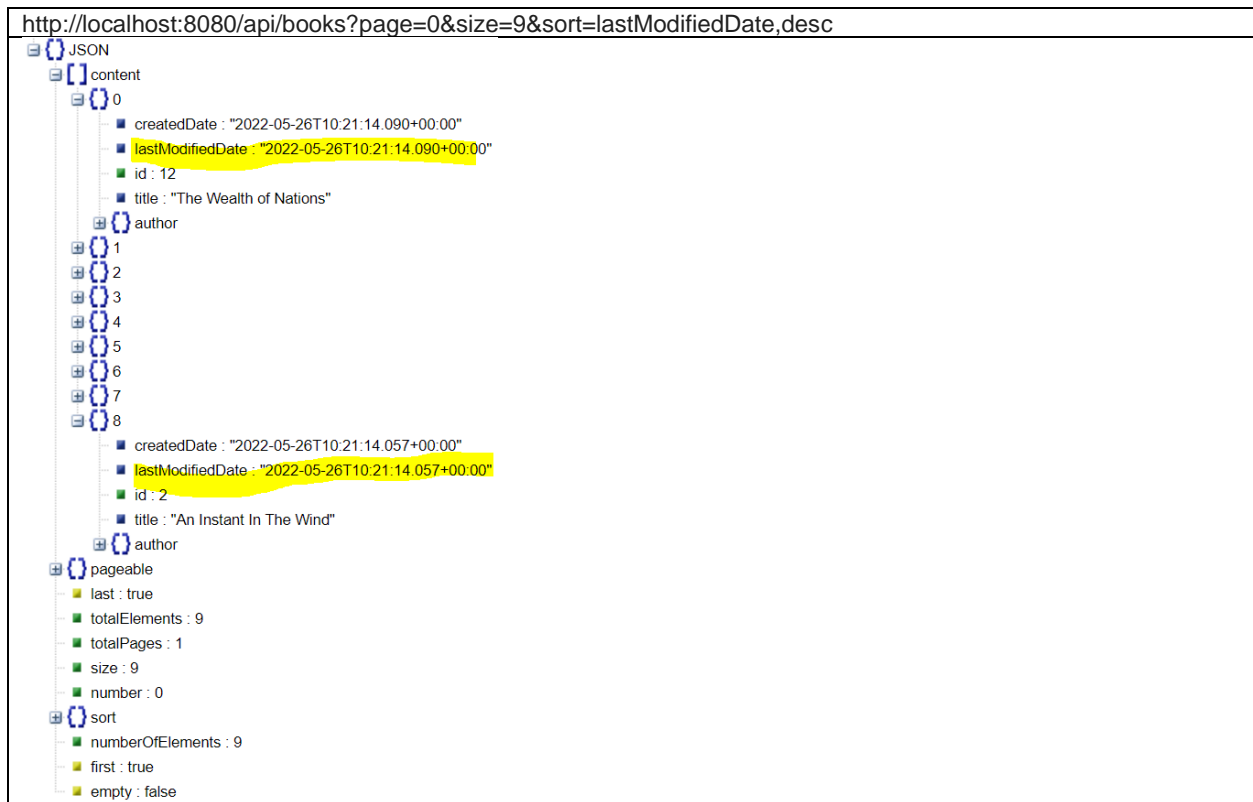 http://localhost:8080/api/books?page=0&size=9&sort=lastModifiedDate,desc
{} JSON
[] content
{} 0
createdDate : "2022-05-26T10:21:14.090+00:00"
lastModifiedDate : "2022-05-26T10:21:14.090+00:00"
id : 12
title : "The Wealth of Nations"
{} author
{} 1
{} 2
{} 3
{} 4
{} 5
{} 6
{} 7
{} 8
createdDate : "2022-05-26T10:21:14.057+00:00"
lastModifiedDate : "2022-05-26T10:21:14.057+00:00"
id : 2
title : "An Instant In The Wind"
{} author
{} pageable
last : true
totalElements : 9
totalPages : 1
size : 9
number : 0
{} sort
numberOfElements : 9
first : true
empty : false